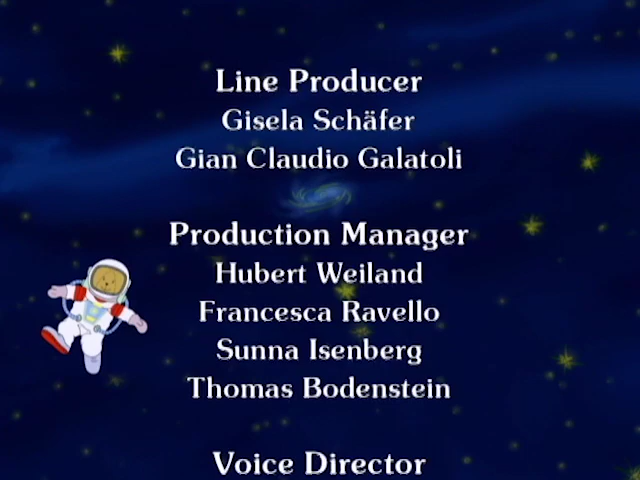 Line Producer
Gisela Schäfer
Gian Claudio Galatoli
Production Manager
Hubert Weiland
Francesca Ravello
Sunna Isenberg
Thomas Bodenstein
Voice Director